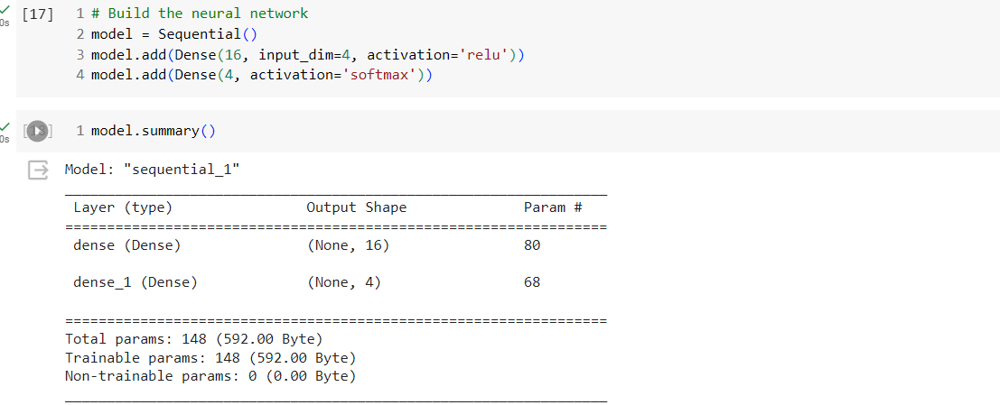 [17] 1 # Build the neural network
2 model = Sequential()
3 model.add(Dense(16, input_dim=4, activation='relu'))
4 model.add(Dense(4, activation='softmax'))
0s
1 model.summary()
0s
Model: "sequential_1"
Layer (type) Output Shape Param #
=================================================================
dense (Dense) (None, 16) 80
dense_1 (Dense) (None, 4) 68
=================================================================
Total params: 148 (592.00 Byte)
Trainable params: 148 (592.00 Byte)
Non-trainable params: 0 (0.00 Byte)